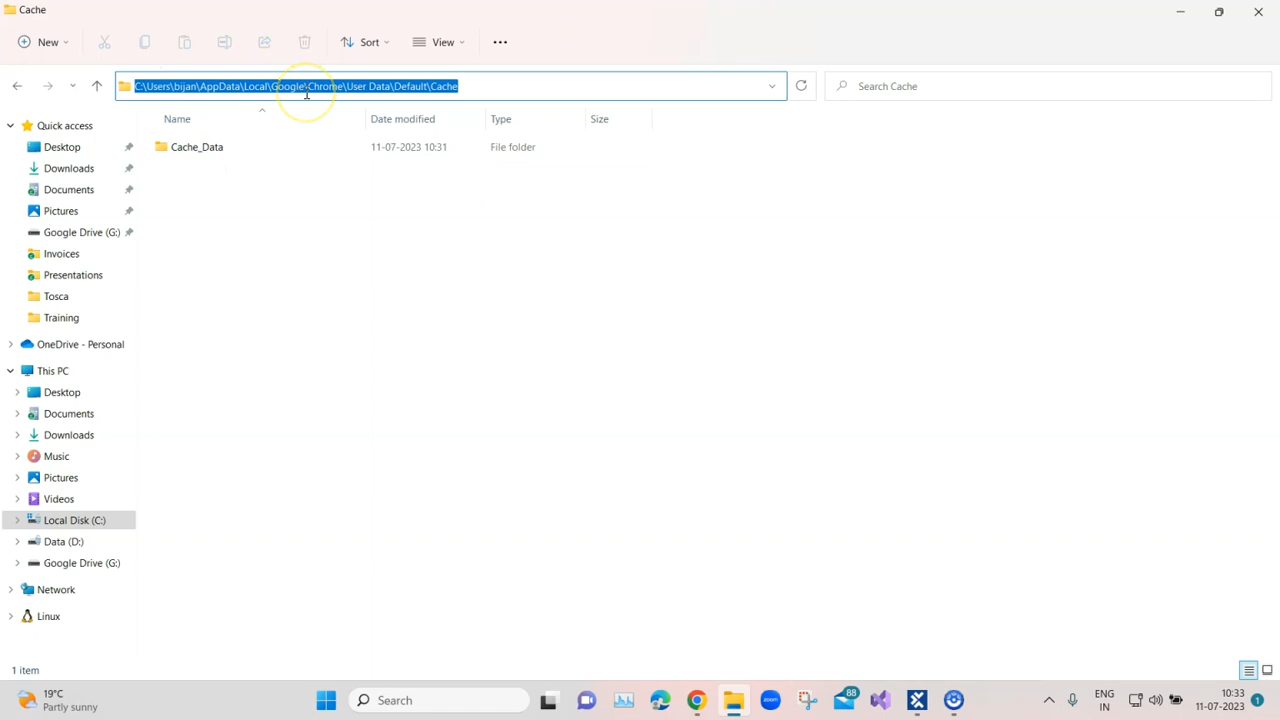 Cache
New
Sort
View
C:\Users\bijan\AppData\Local\Google\Chrome\User Data\Default\Cache
Search Cache
Name
Date modified
Type
Size
Cache_Data
11-07-2023 10:31
File folder
Quick access
Desktop
Downloads
Documents
Pictures
Google Drive (G:)
Invoices
Presentations
Tosca
Training
OneDrive - Personal
This PC
Desktop
Documents
Downloads
Music
Pictures
Videos
Local Disk (C:)
Data (D:)
Google Drive (G:)
Network
Linux
1 item
19°C
Partly sunny
Search
zoom
88
ENG
IN
10:33
11-07-2023
1